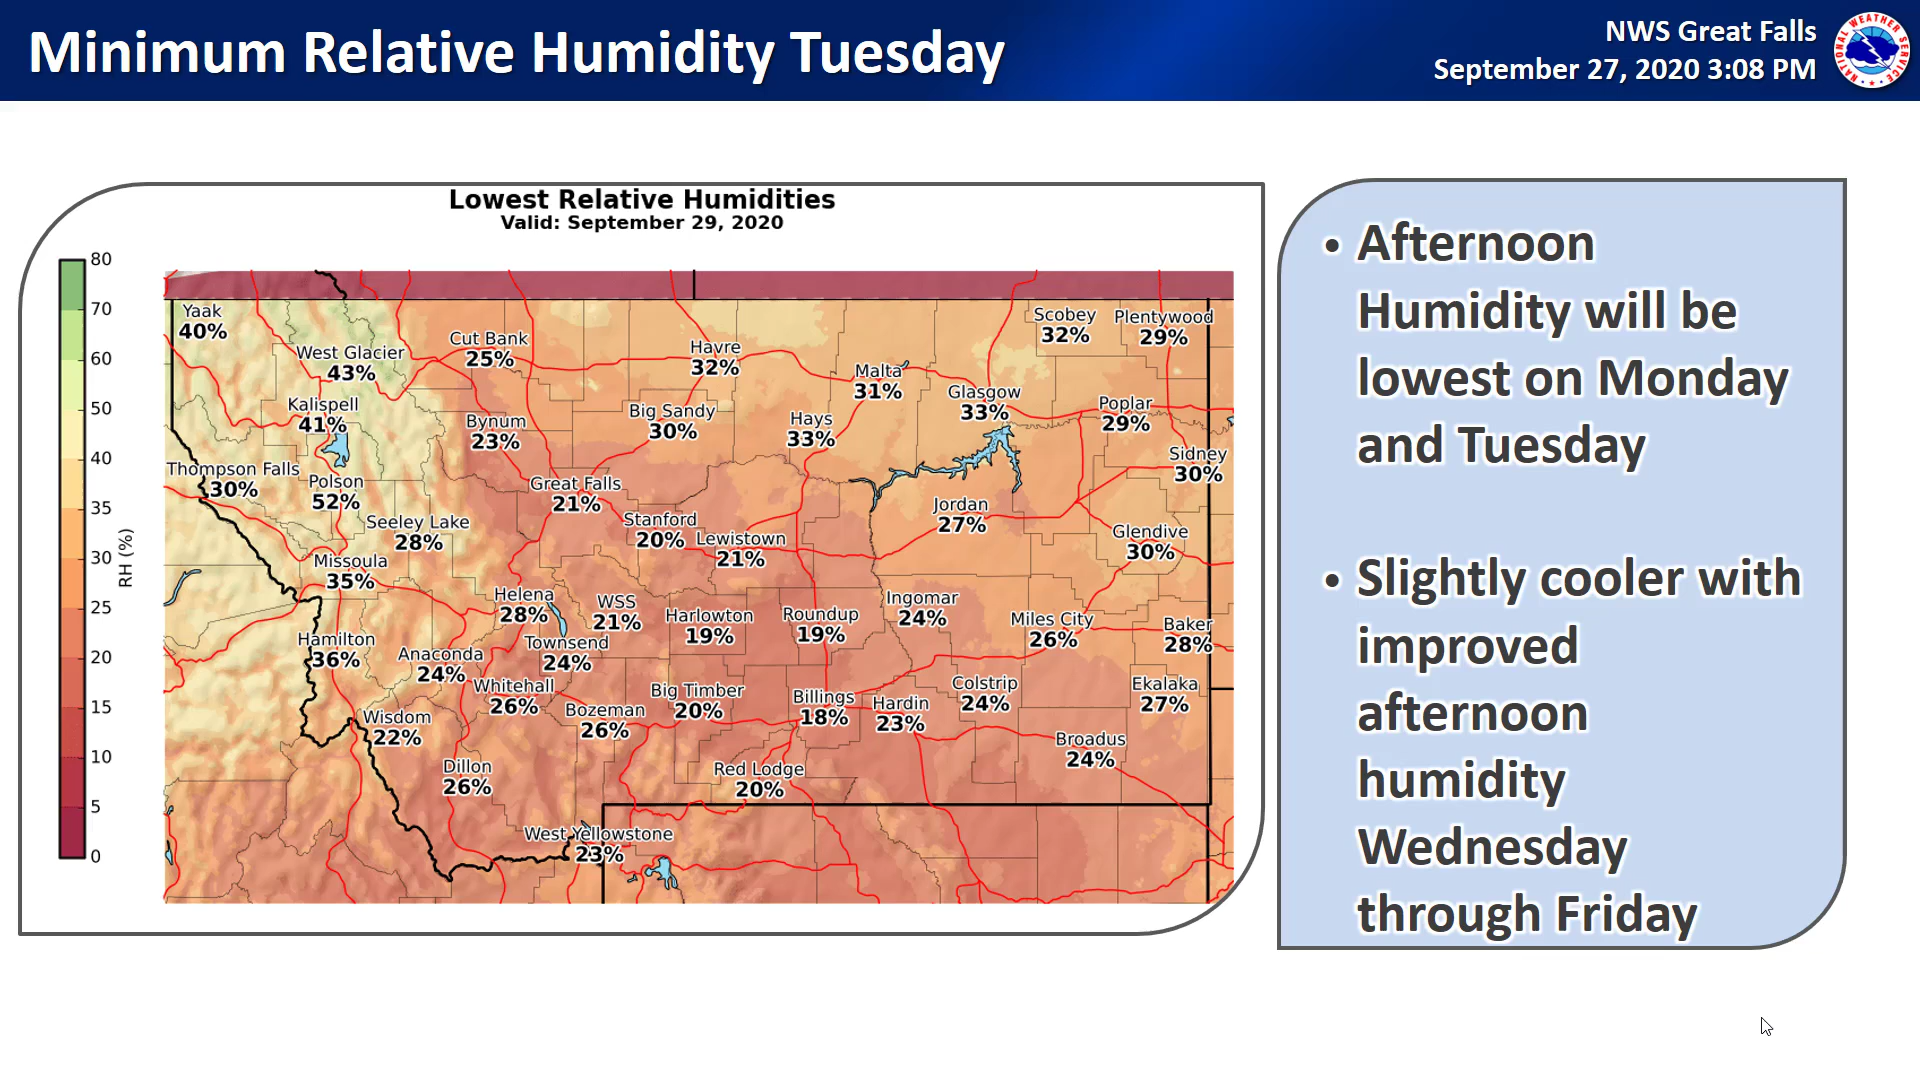 Minimum Relative Humidity Tuesday
NWS Great Falls
September 27, 2020 3:08 PM
NATIONAL WEATHER SERVICE
Lowest Relative Humidities
Valid: September 29, 2020
80
70
60
50
40
35
30
25
20
15
10
5
0
RH (%)
Yaak
40%
West Glacier
43%
Cut Bank
25%
Havre
32%
Scobey
32%
Plentywood
29%
Malta
31%
Glasgow
33%
Kalispell
41%
Bynum
23%
Big Sandy
30%
Hays
33%
Poplar
29%
Sidney
30%
Thompson Falls
30%
Polson
52%
Great Falls
21%
Seeley Lake
28%
Stanford
20%
Lewistown
21%
Jordan
27%
Glendive
30%
Missoula
35%
Helena
28%
WSS
21%
Harlowton
19%
Roundup
19%
Ingomar
24%
Miles City
26%
Baker
28%
Hamilton
36%
Anaconda
24%
Townsend
24%
Whitehall
26%
Bozeman
26%
Big Timber
20%
Billings
18%
Hardin
23%
Colstrip
24%
Ekalaka
27%
Wisdom
22%
Dillon
26%
Red Lodge
20%
Broadus
24%
West Yellowstone
23%
• Afternoon
Humidity will be
lowest on Monday
and Tuesday
• Slightly cooler with
improved
afternoon
humidity
Wednesday
through Friday